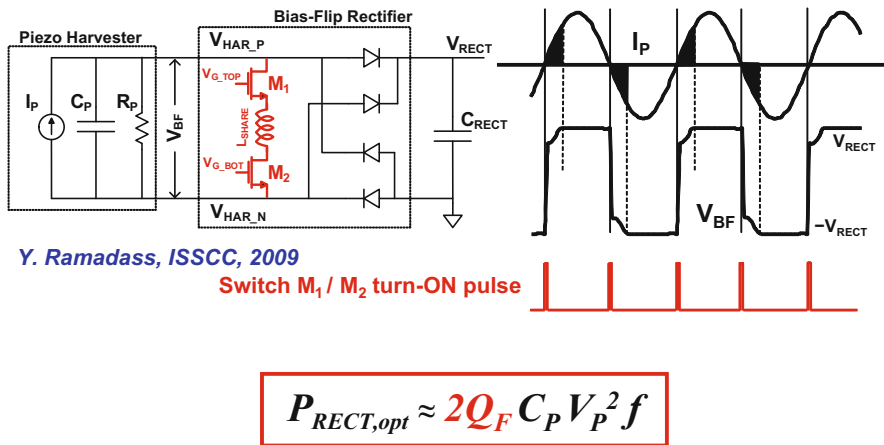 Piezo Harvester
Bias-Flip Rectifier
V_HAR_P
V_RECT
I_P
V_G_TOP
M_1
I_P
C_P
R_P
V_BF
L_SHARE
C_RECT
V_RECT
V_G_BOT
M_2
V_HAR_N
V_BF
–V_RECT
Y. Ramadass, ISSCC, 2009
Switch M_1 / M_2 turn-ON pulse
P_RECT,opt ≈ 2Q_F C_P V_P^2 f